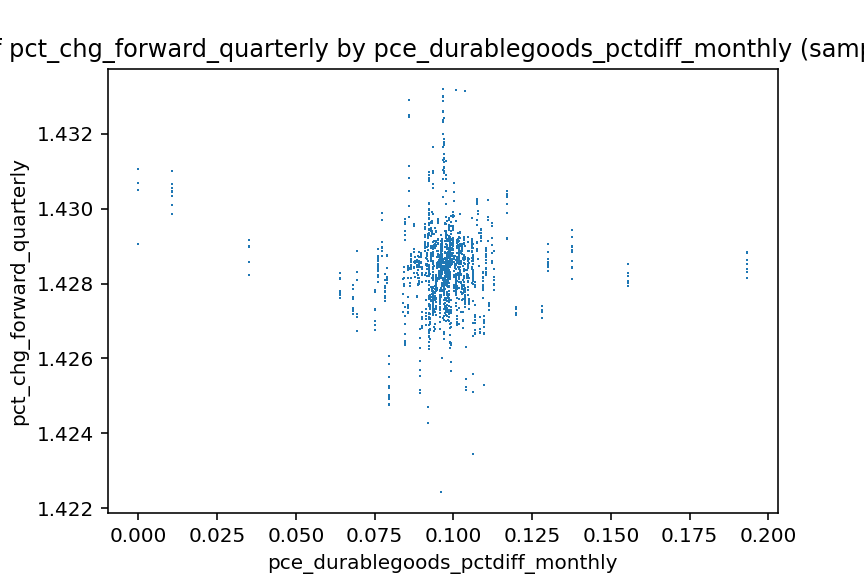 pct_chg_forward_quarterly by pce_durablegoods_pctdiff_monthly
1.432
1.430
1.428
1.426
1.424
1.422
pct_chg_forward_quarterly
0.000 0.025 0.050 0.075 0.100 0.125 0.150 0.175 0.200
pce_durablegoods_pctdiff_monthly